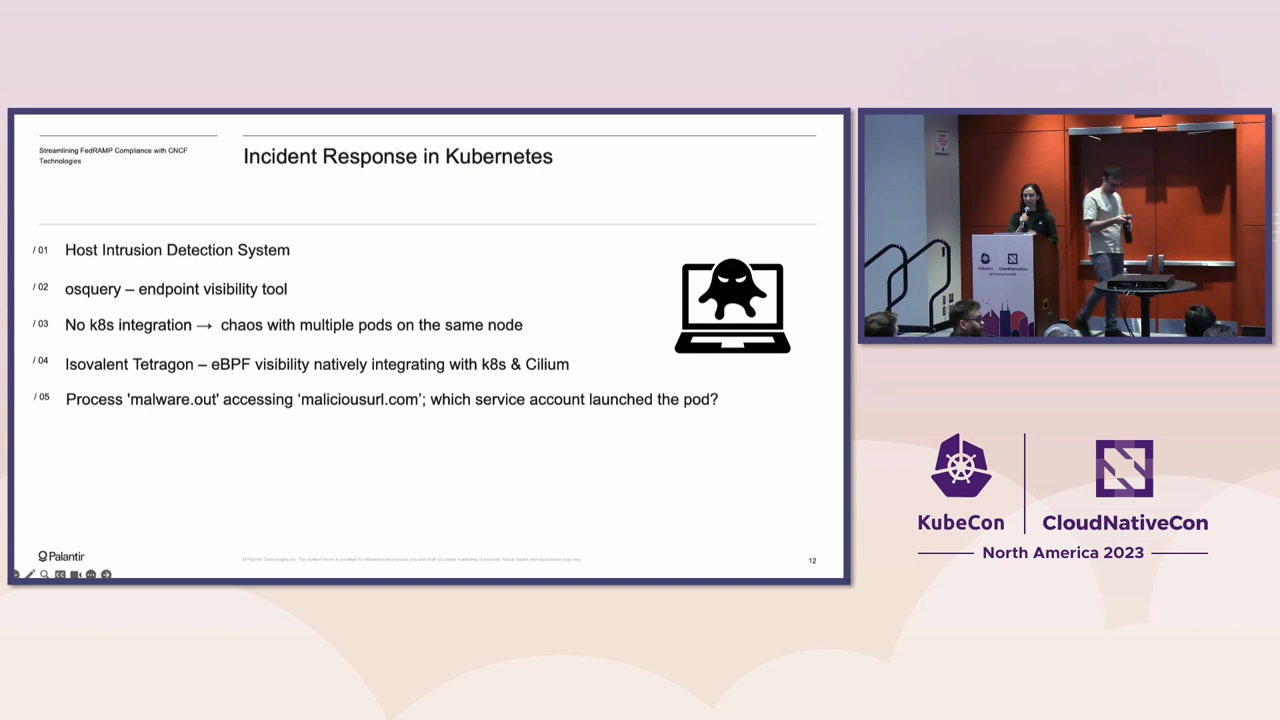 Streamlining FedRAMP Compliance with CNCF
Technologies
Incident Response in Kubernetes
/ 01 Host Intrusion Detection System
/ 02 osquery – endpoint visibility tool
/ 03 No k8s integration → chaos with multiple pods on the same node
/ 04 Isovalent Tetragon – eBPF visibility natively integrating with k8s & Cilium
/ 05 Process 'malware.out' accessing ‘maliciousurl.com’; which service account launched the pod?
Palantir
12
KubeCon
CloudNativeCon
KubeCon
CloudNativeCon
North America 2023